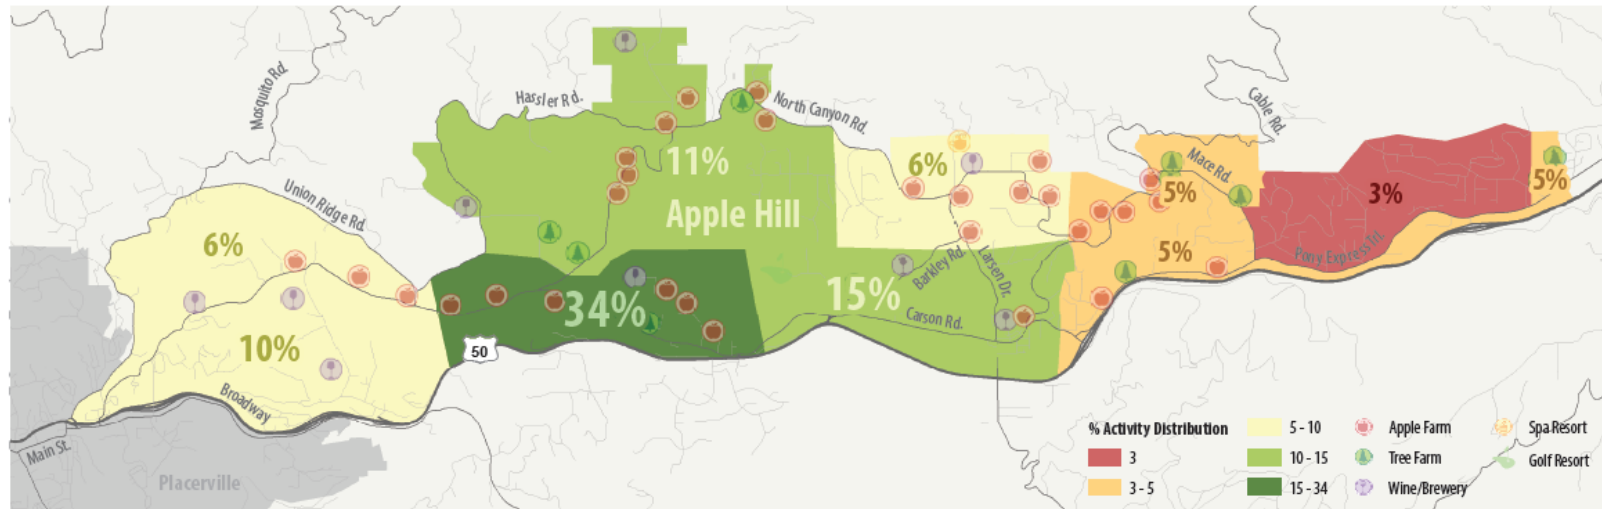 Mosquito Rd.
Hassler Rd.
North Canyon Rd.
Cable Rd.
Union Ridge Rd.
11%
Apple Hill
6%
Mace Rd.
5%
3%
5%
6%
5%
Pony Express Trl.
34%
15%
Barkley Rd.
Larsen Dr.
Carson Rd.
10%
50
Broadway
Main St.
Placerville
% Activity Distribution
3
3 - 5
5 - 10
10 - 15
15 - 34
Apple Farm
Tree Farm
Wine/Brewery
Spa Resort
Golf Resort